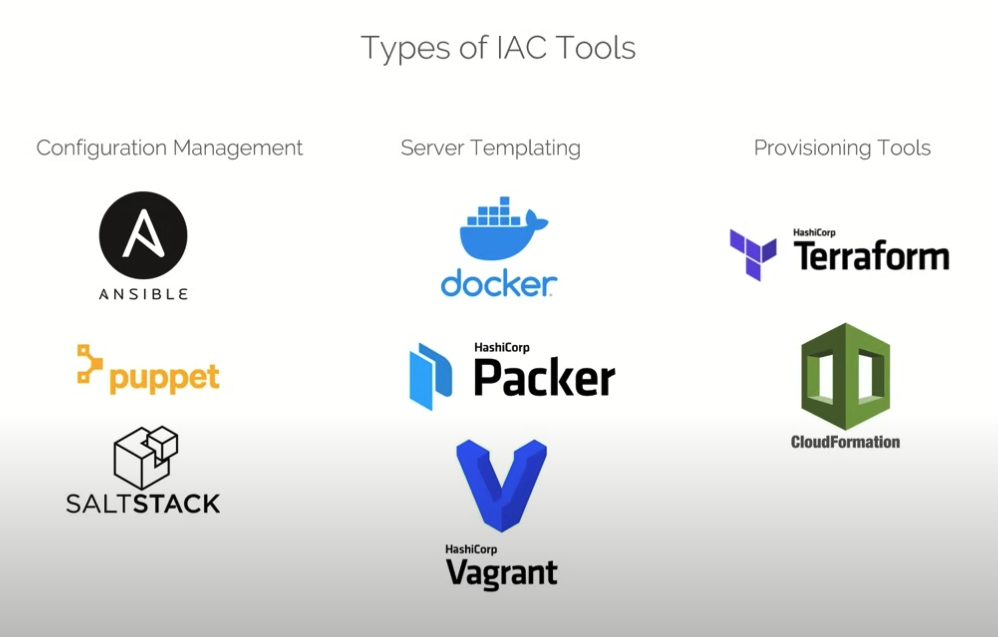 Types of IAC Tools
Configuration Management
Server Templating
Provisioning Tools
ANSIBLE
puppet
SALTSTACK
docker
HashiCorp
Packer
HashiCorp
Vagrant
HashiCorp
Terraform
CloudFormation